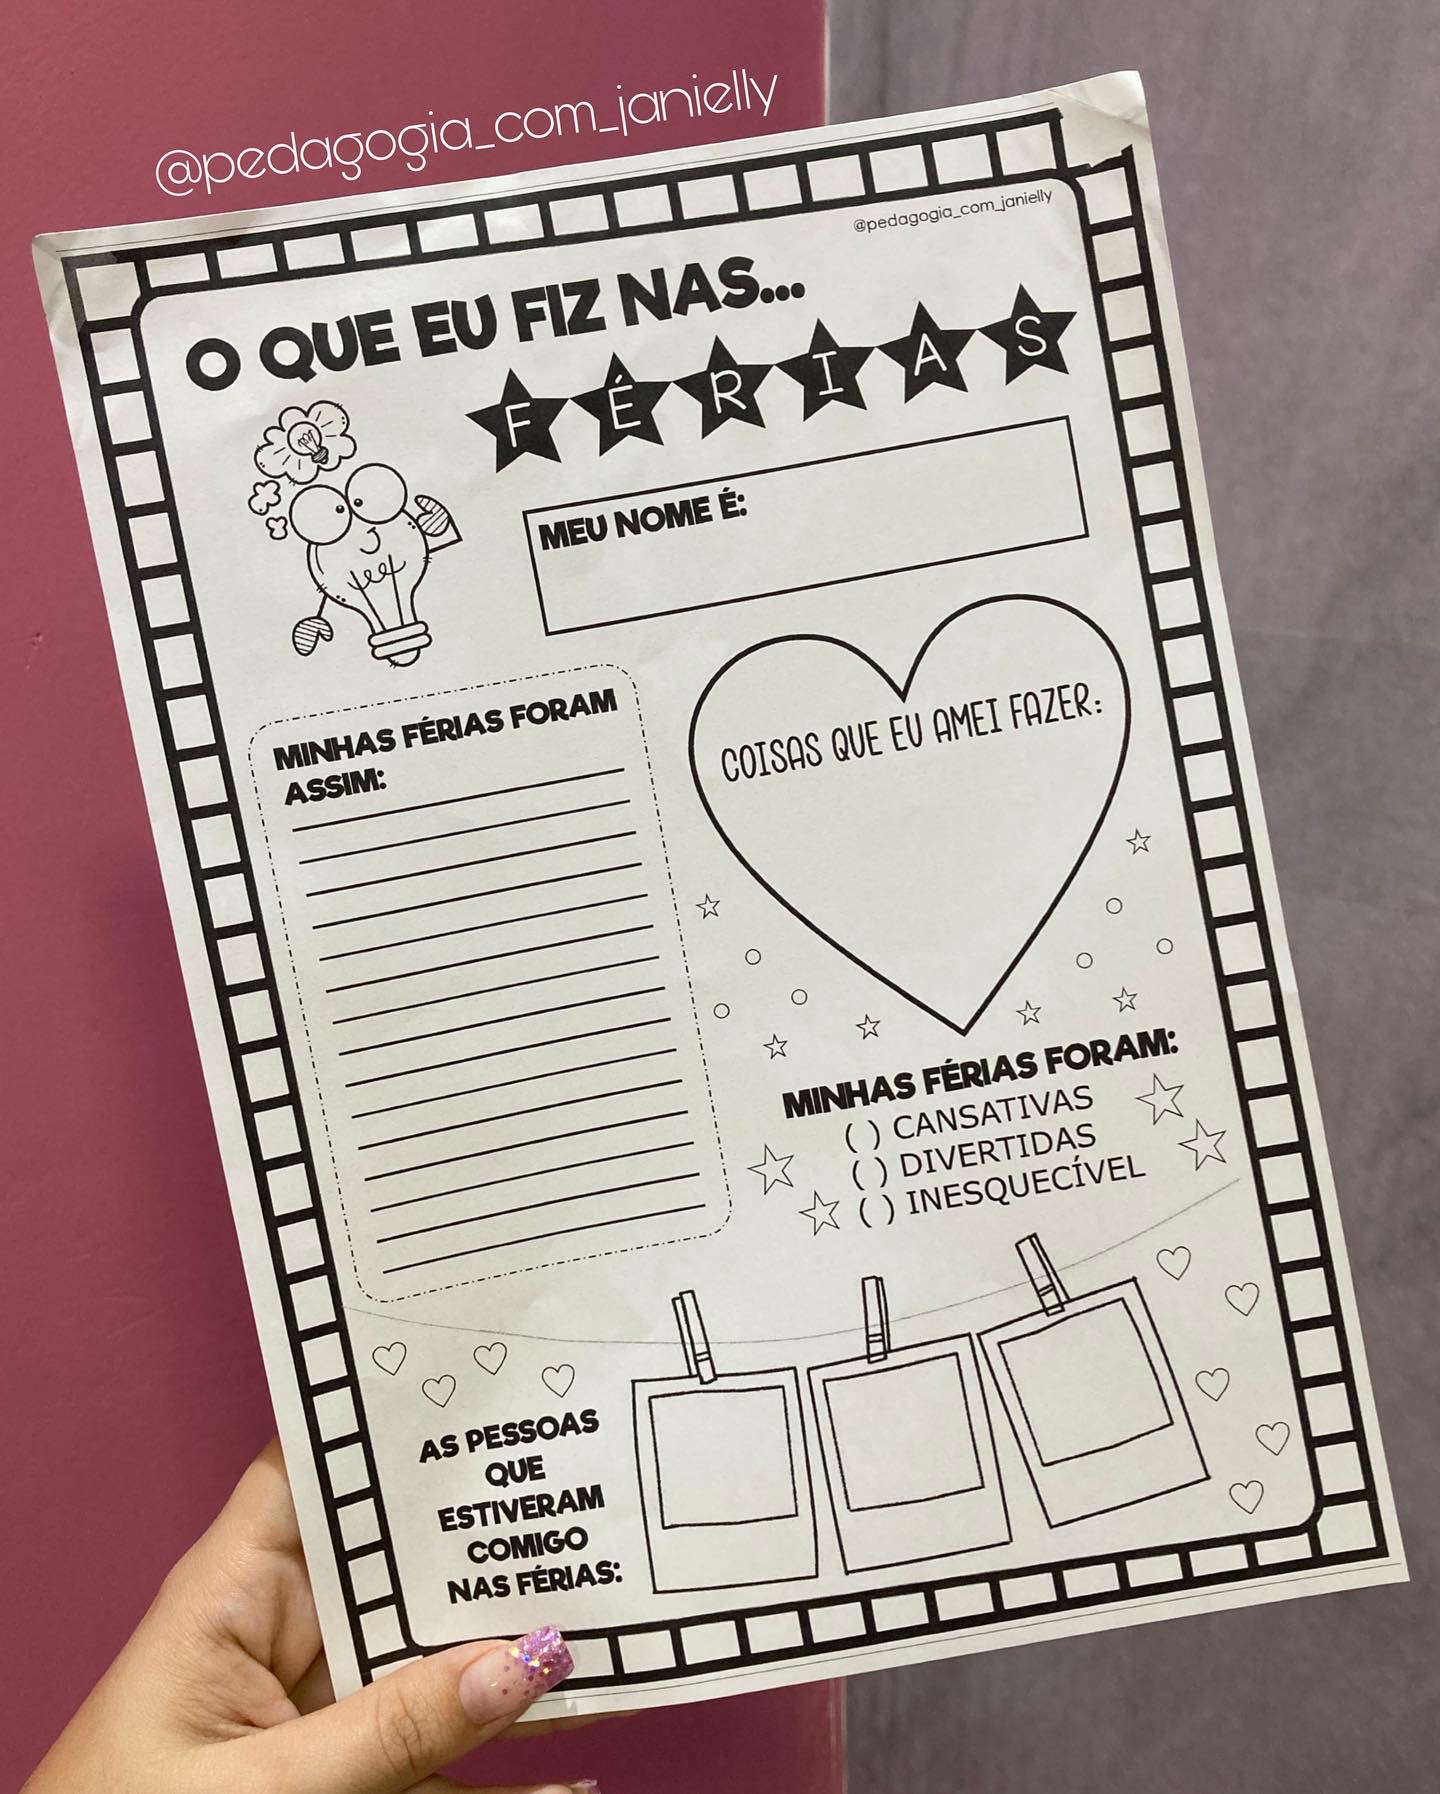 @pedagogia_com_janielly
@pedagogia_com_janielly
O QUE EU FIZ NAS...
FÉRIAS
MEU NOME É:
MINHAS FÉRIAS FORAM
ASSIM:
COISAS QUE EU AMEI FAZER:
MINHAS FÉRIAS FORAM:
( ) CANSATIVAS
( ) DIVERTIDAS
( ) INESQUECÍVEL
AS PESSOAS
QUE
ESTIVERAM
COMIGO
NAS FÉRIAS: